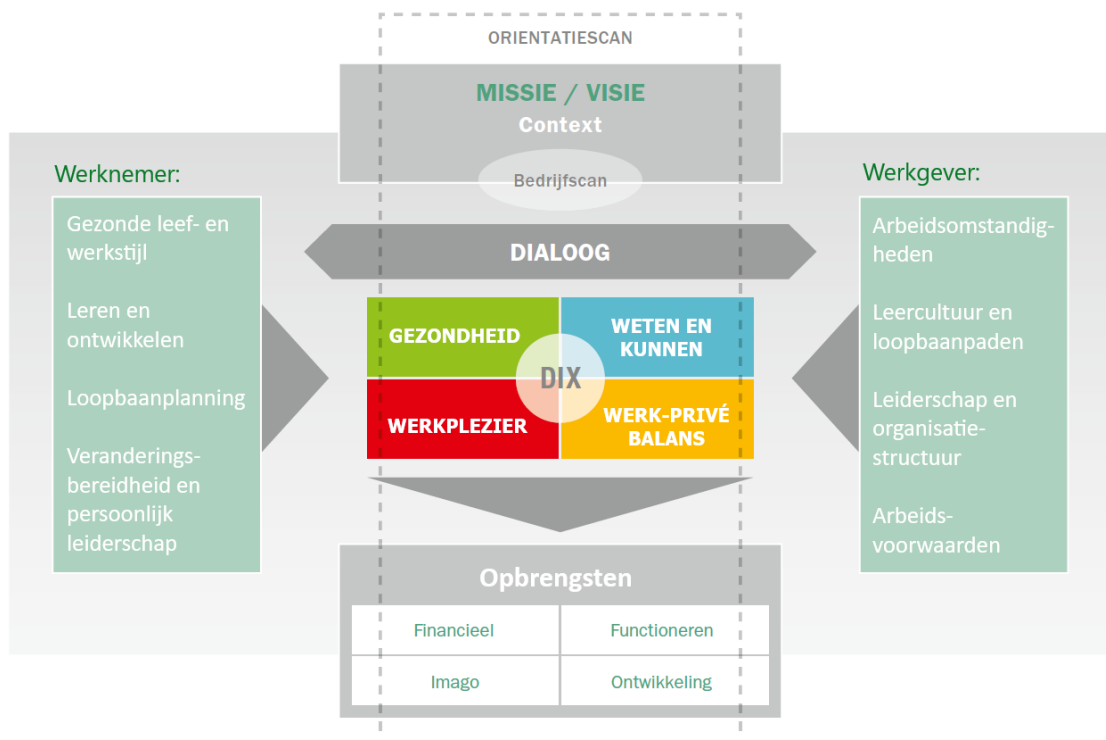 ORIENTATIESCAN
MISSIE / VISIE
Context
Bedrijfscan
Werknemer:
Gezonde leef- en
werkstijl
Leren en
ontwikkelen
Loopbaanplanning
Veranderings-
bereidheid en
persoonlijk
leiderschap
DIALOOG
GEZONDHEID
WETEN EN
KUNNEN
DIX
WERKPLEZIER
WERK-PRIVÉ
BALANS
Werkgever:
Arbeidsomstandig-
heden
Leercultuur en
loopbaanpaden
Leiderschap en
organisatie-
structuur
Arbeids-
voorwaarden
Opbrengsten
Financieel
Functioneren
Imago
Ontwikkeling